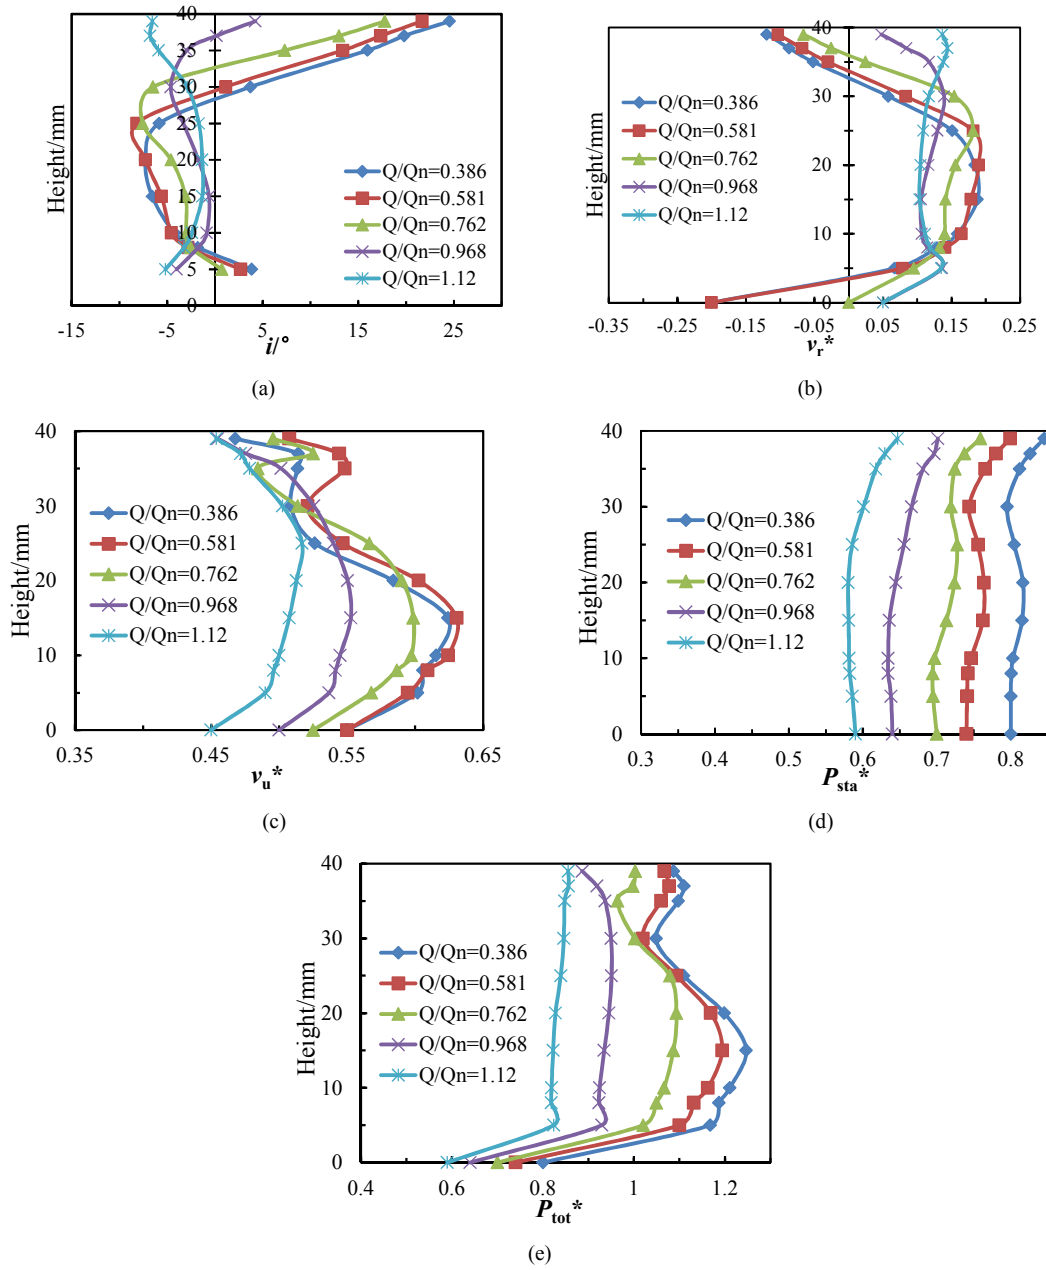 40
35
30
25
20
15
10
5
0
Height/mm
Q/Qn=0.386
Q/Qn=0.581
Q/Qn=0.762
Q/Qn=0.968
Q/Qn=1.12
-15 -5 5 15 25
i/°
(a)
40
30
20
10
0
Height/mm
Q/Qn=0.386
Q/Qn=0.581
Q/Qn=0.762
Q/Qn=0.968
Q/Qn=1.12
-0.35 -0.25 -0.15 -0.05 0.05 0.15 0.25
vr*
(b)
40
30
20
10
0
Height/mm
Q/Qn=0.386
Q/Qn=0.581
Q/Qn=0.762
Q/Qn=0.968
Q/Qn=1.12
0.35 0.45 0.55 0.65
vu*
(c)
40
30
20
10
0
Height/mm
Q/Qn=0.386
Q/Qn=0.581
Q/Qn=0.762
Q/Qn=0.968
Q/Qn=1.12
0.3 0.4 0.5 0.6 0.7 0.8
Psta*
(d)
40
30
20
10
0
Height/mm
Q/Qn=0.386
Q/Qn=0.581
Q/Qn=0.762
Q/Qn=0.968
Q/Qn=1.12
0.4 0.6 0.8 1 1.2
Ptot*
(e)